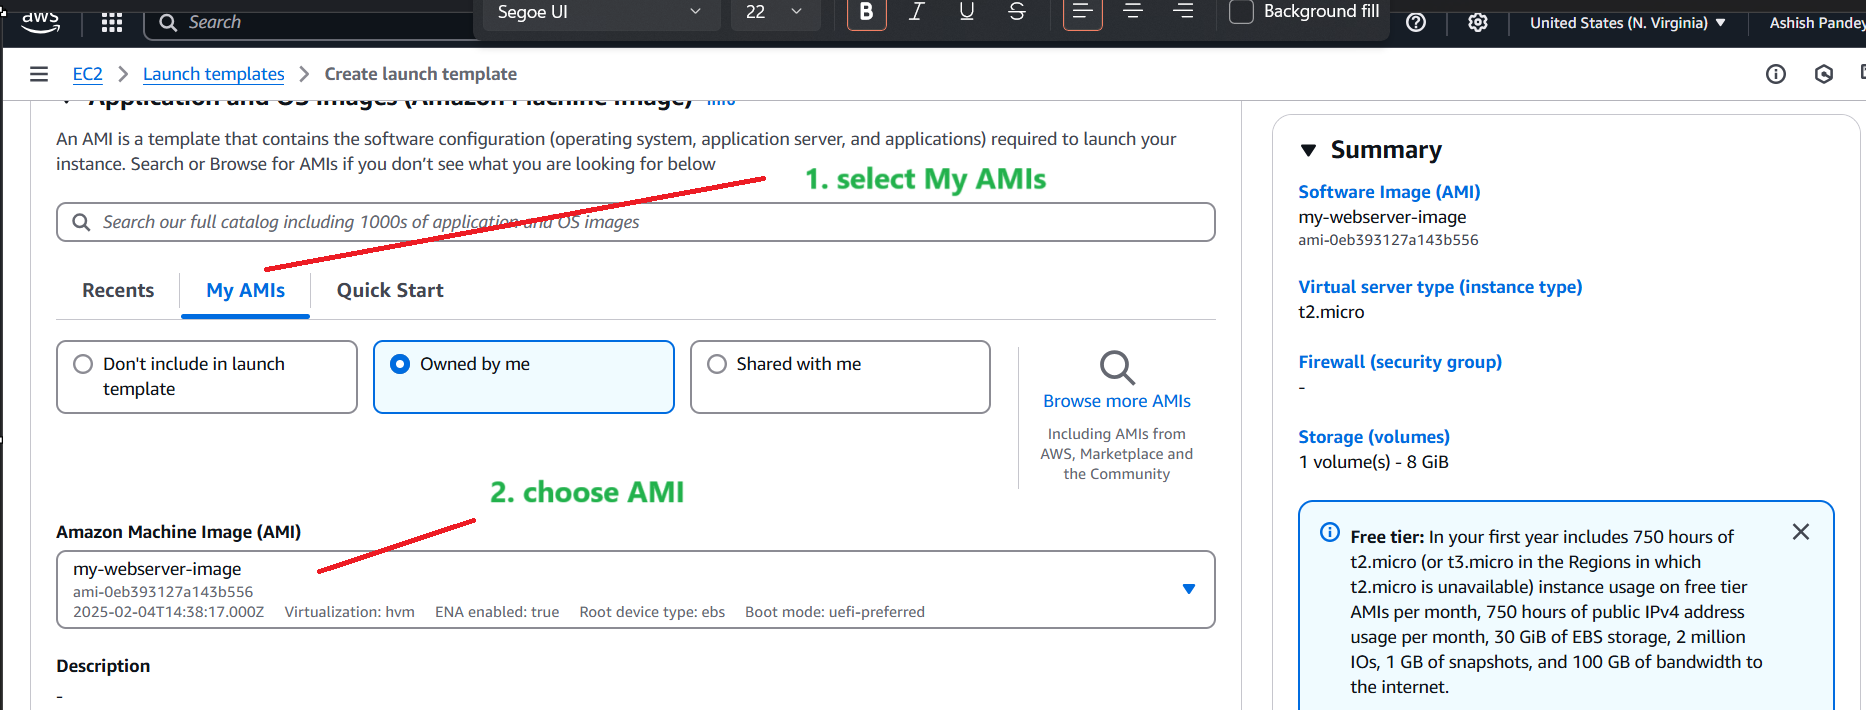 aws
Search
Segoe UI
22
B I U S
Background fill
United States (N. Virginia)
Ashish Pandey
EC2 > Launch templates > Create launch template
Application and OS Images (Amazon Machine Image) Info
An AMI is a template that contains the software configuration (operating system, application server, and applications) required to launch your
instance. Search or Browse for AMIs if you don’t see what you are looking for below
1. select My AMIs
Search our full catalog including 1000s of application and OS images
Recents
My AMIs
Quick Start
Don't include in launch
template
Owned by me
Shared with me
Browse more AMIs
Including AMIs from
AWS, Marketplace and
the Community
2. choose AMI
Amazon Machine Image (AMI)
my-webserver-image
ami-0eb393127a143b556
2025-02-04T14:38:17.000Z Virtualization: hvm ENA enabled: true Root device type: ebs Boot mode: uefi-preferred
Description
-
Summary
Software Image (AMI)
my-webserver-image
ami-0eb393127a143b556
Virtual server type (instance type)
t2.micro
Firewall (security group)
-
Storage (volumes)
1 volume(s) - 8 GiB
Free tier: In your first year includes 750 hours of
t2.micro (or t3.micro in the Regions in which
t2.micro is unavailable) instance usage on free tier
AMIs per month, 750 hours of public IPv4 address
usage per month, 30 GiB of EBS storage, 2 million
IOs, 1 GB of snapshots, and 100 GB of bandwidth to
the internet.